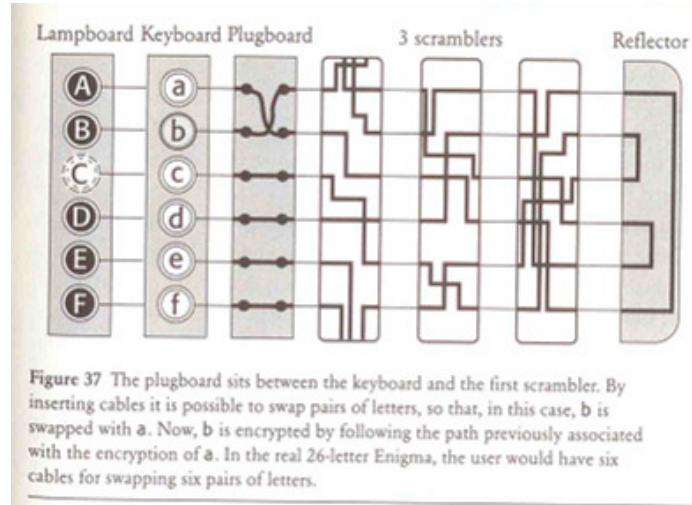 Lampboard Keyboard Plugboard 3 scramblers Reflector
A a
B b
C c
D d
E e
F f
Figure 37 The plugboard sits between the keyboard and the first scrambler. By
inserting cables it is possible to swap pairs of letters, so that, in this case, b is
swapped with a. Now, b is encrypted by following the path previously associated
with the encryption of a. In the real 26-letter Enigma, the user would have six
cables for swapping six pairs of letters.